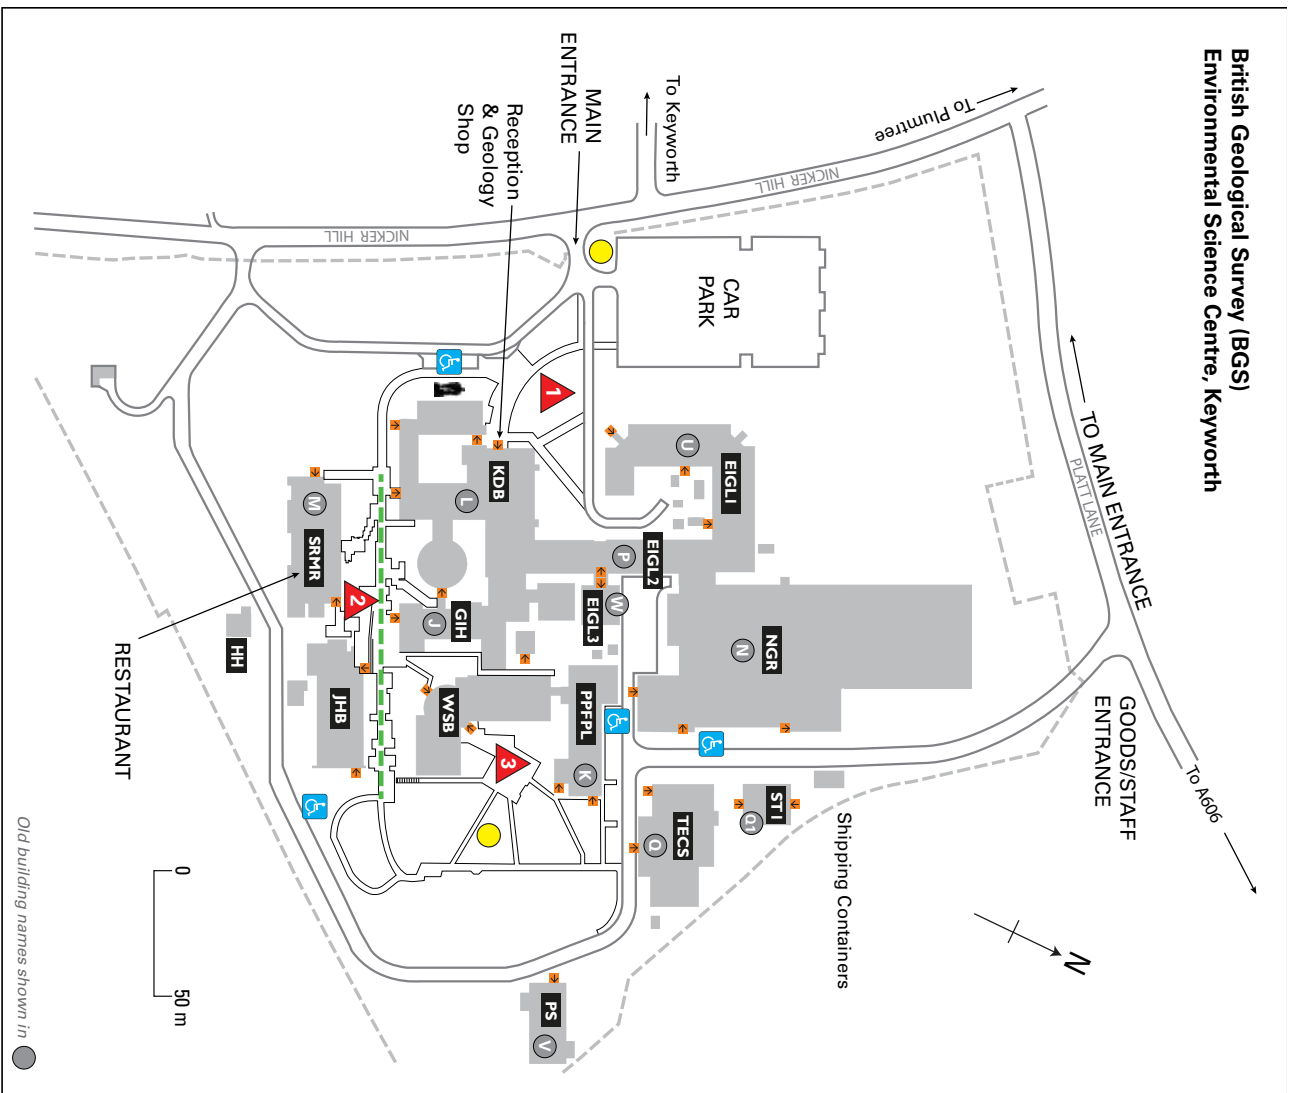 British Geological Survey (BGS)
Environmental Science Centre, Keyworth
To Plumtree
TO MAIN ENTRANCE
PLATT LANE
NICKER HILL
To Keyworth
MAIN
ENTRANCE
Reception
& Geology
Shop
NICKER HILL
CAR
PARK
GOODS/STAFF
ENTRANCE
To A606
Shipping Containers
N
1
2
3
U
EIGL1
KDB
L
M
SRMR
P
EIGL2
W
EIGL3
GIH
J
NGR
N
HH
JHB
WSB
PPFPL
K
ST I
Q1
TECS
Q
PS
V
RESTAURANT
0
50 m
Old building names shown in